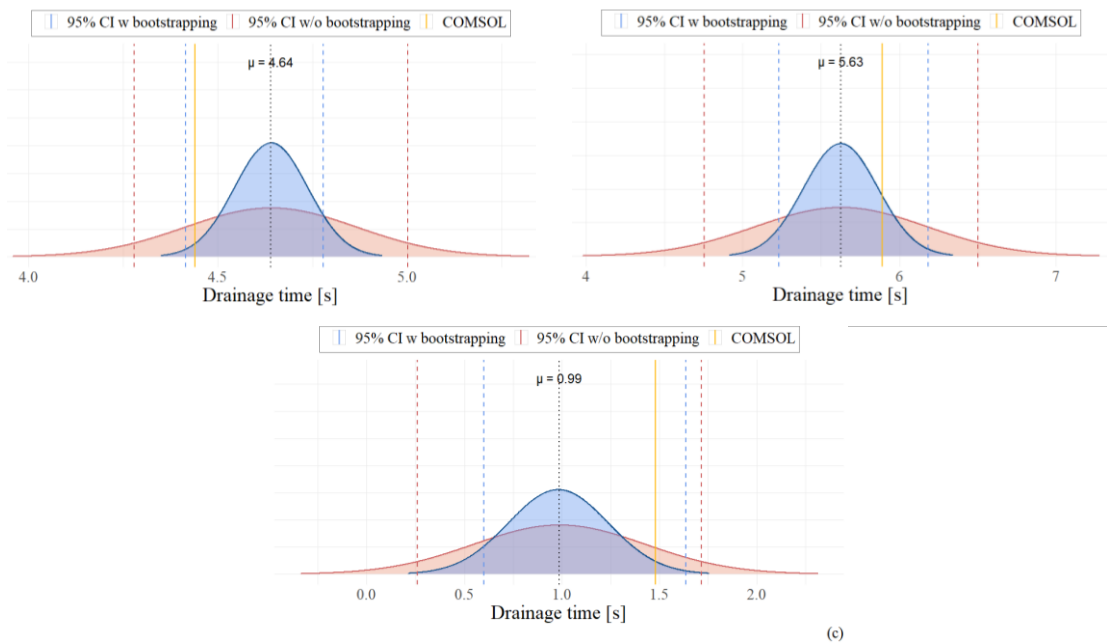 95% CI w bootstrapping 95% CI w/o bootstrapping COMSOL
μ = 4.64
4.0 4.5 5.0
Drainage time [s]
95% CI w bootstrapping 95% CI w/o bootstrapping COMSOL
μ = 5.63
4 5 6 7
Drainage time [s]
95% CI w bootstrapping 95% CI w/o bootstrapping COMSOL
μ = 0.99
0.0 0.5 1.0 1.5 2.0
Drainage time [s]
(c)